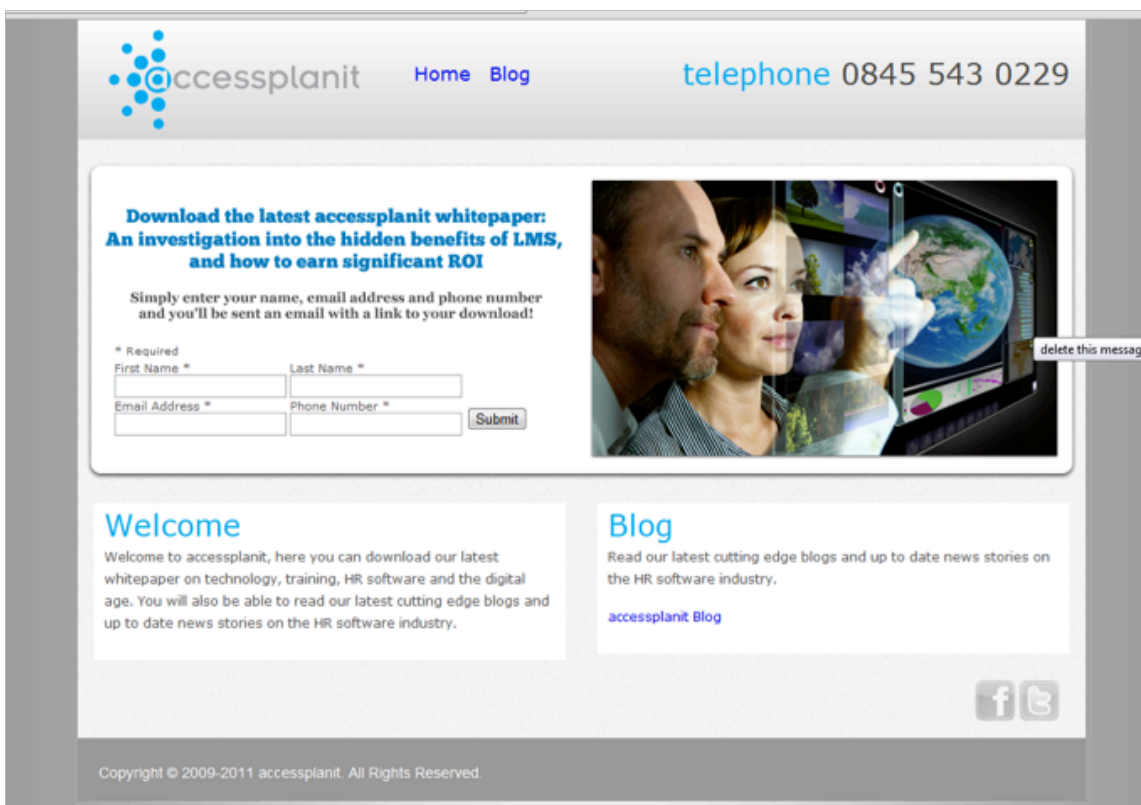 accessplanit
Home Blog
telephone 0845 543 0229
Download the latest accessplanit whitepaper:
An investigation into the hidden benefits of LMS,
and how to earn significant ROI
Simply enter your name, email address and phone number
and you'll be sent an email with a link to your download!
* Required
First Name * Last Name *
Email Address * Phone Number *
Submit
delete this messag
Welcome
Welcome to accessplanit, here you can download our latest
whitepaper on technology, training, HR software and the digital
age. You will also be able to read our latest cutting edge blogs and
up to date news stories on the HR software industry.
Blog
Read our latest cutting edge blogs and up to date news stories on
the HR software industry.
accessplanit Blog
Copyright © 2009-2011 accessplanit. All Rights Reserved.